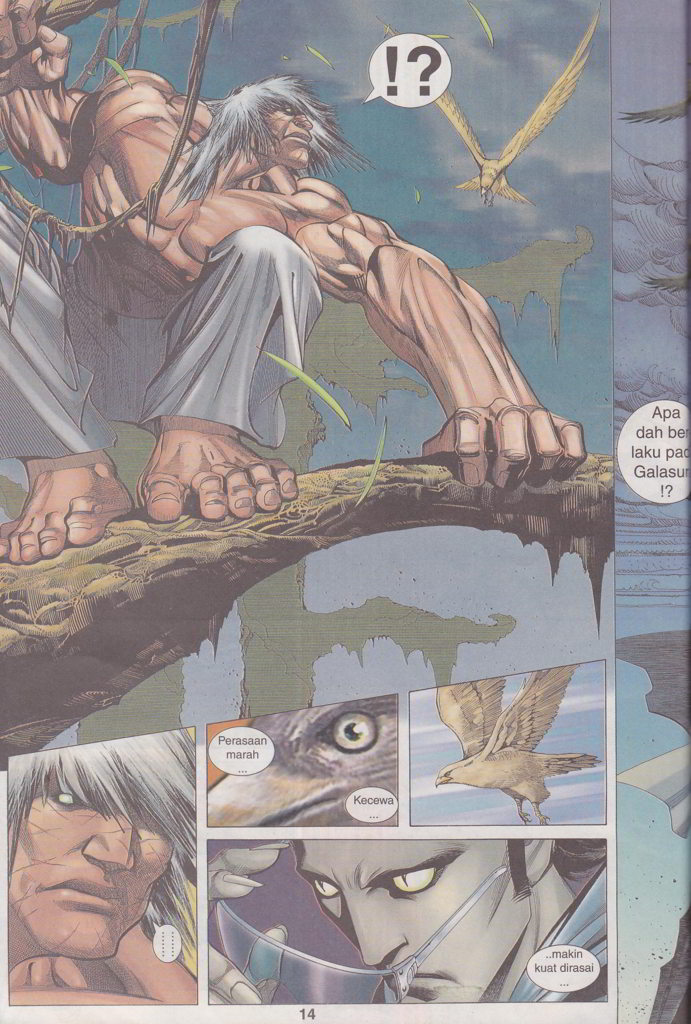 !?
Perasaan
marah
...
Kecewa
...
..makin
kuat dirasai
...
14
Apa
dah ber
laku pad
Galasur
!?